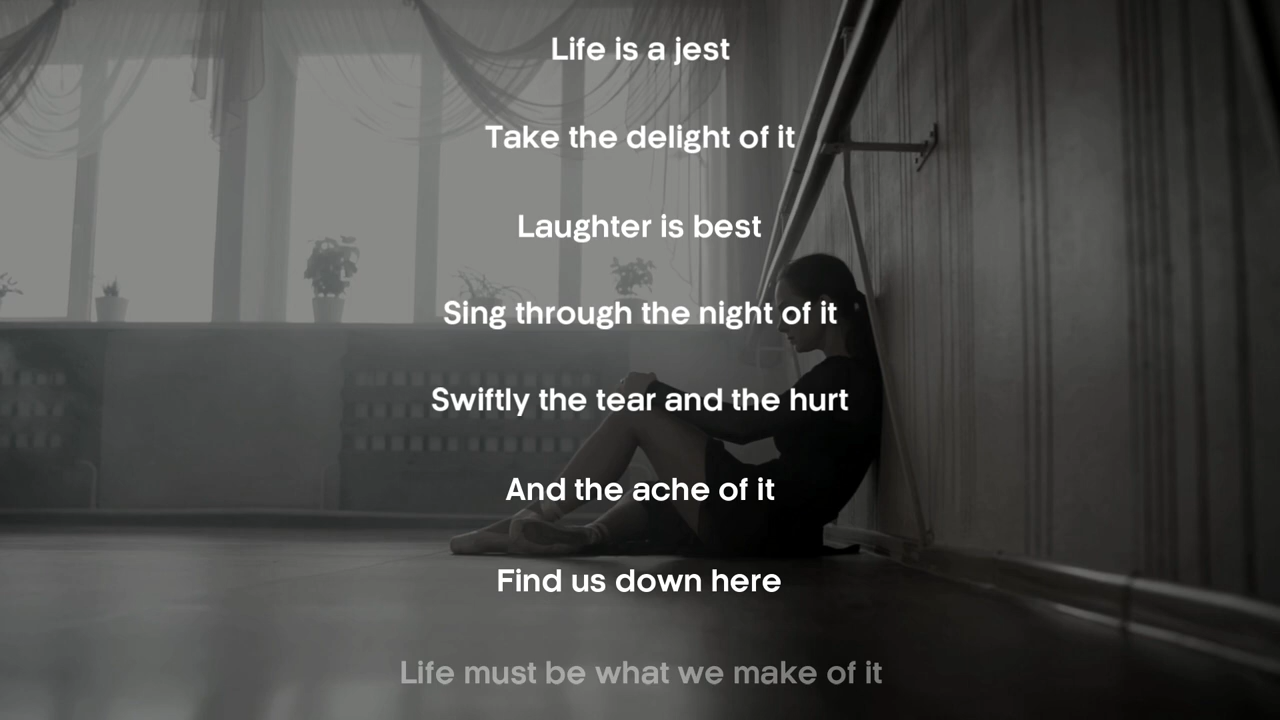 Life is a jest
Take the delight of it
Laughter is best
Sing through the night of it
Swiftly the tear and the hurt
And the ache of it
Find us down here
Life must be what we make of it